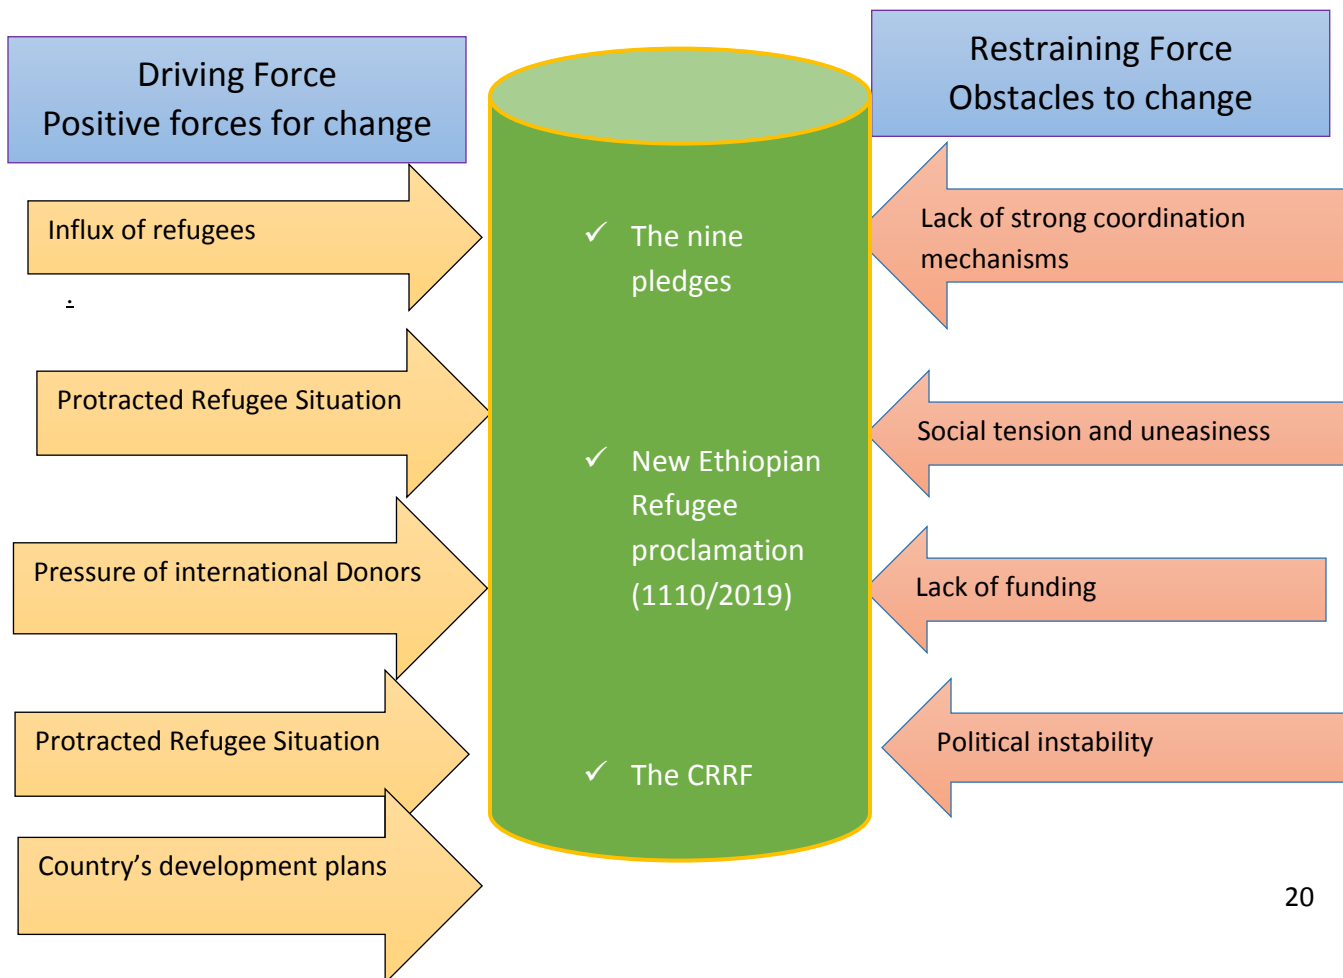 Driving Force
Positive forces for change
Influx of refugees
.
Protracted Refugee Situation
Pressure of international Donors
Protracted Refugee Situation
Country’s development plans
✓ The nine
pledges
✓ New Ethiopian
Refugee
proclamation
(1110/2019)
✓ The CRRF
Restraining Force
Obstacles to change
Lack of strong coordination
mechanisms
Social tension and uneasiness
Lack of funding
Political instability
20